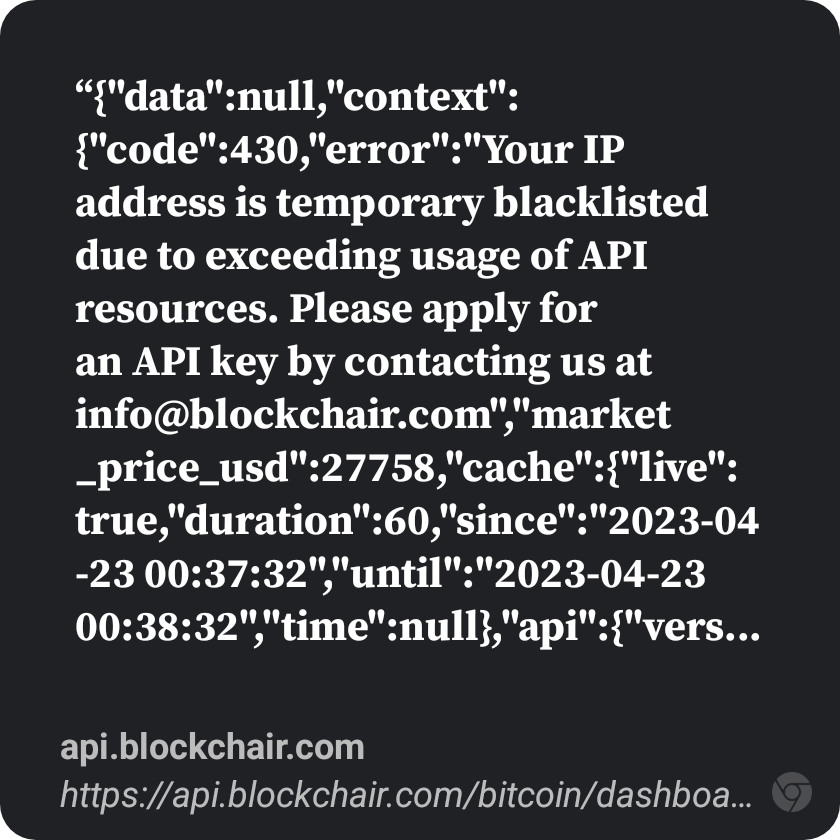 “{"data":null,"context":
{"code":430,"error":"Your IP
address is temporary blacklisted
due to exceeding usage of API
resources. Please apply for
an API key by contacting us at
info@blockchair.com","market
_price_usd":27758,"cache":{"live":
true,"duration":60,"since":"2023-04
-23 00:37:32","until":"2023-04-23
00:38:32","time":null},"api":{"vers...
api.blockchair.com
https://api.blockchair.com/bitcoin/dashboa...